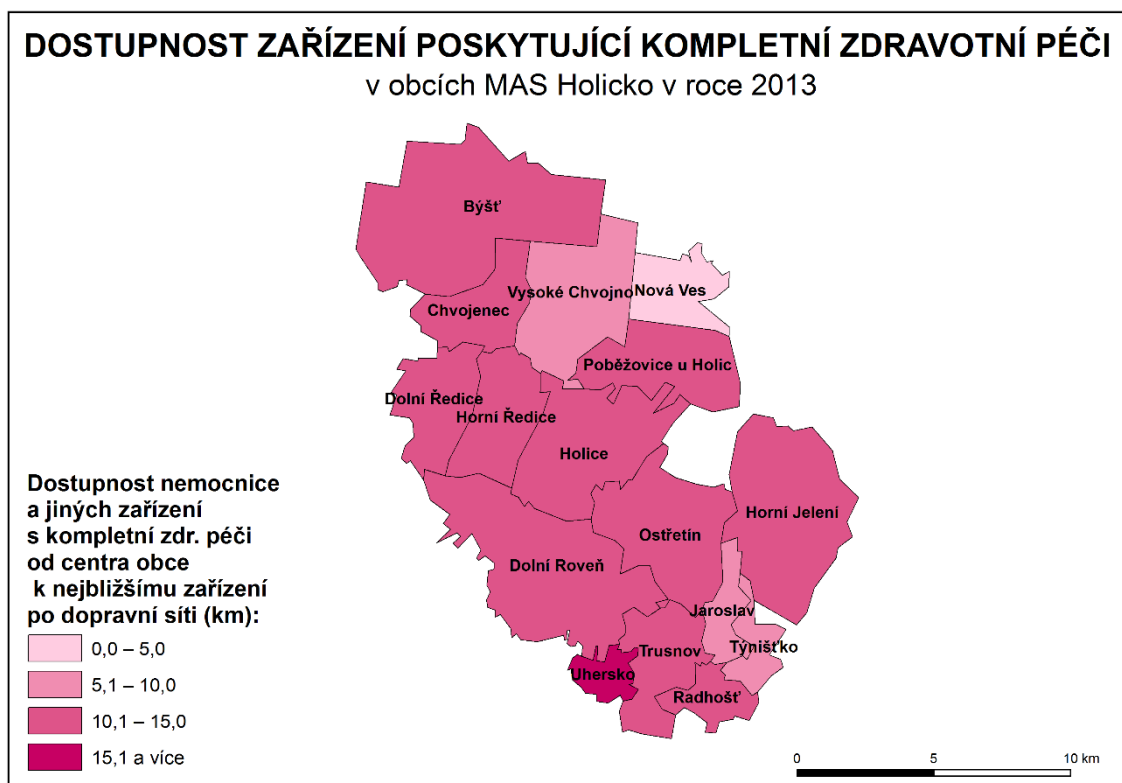 DOSTUPNOST ZAŘÍZENÍ POSKYTUJÍCÍ KOMPLETNÍ ZDRAVOTNÍ PÉČI
v obcích MAS Holicko v roce 2013
Býšť
Vysoké Chvojno
Nová Ves
Chvojenec
Poběžovice u Holic
Dolní Ředice
Horní Ředice
Holice
Horní Jelení
Ostřetín
Dolní Roveň
Jaroslav
Týnišťko
Trusnov
Uhersko
Radhošť
Dostupnost nemocnice
a jiných zařízení
s kompletní zdr. péči
od centra obce
k nejbližšímu zařízení
po dopravní síti (km):
0,0 – 5,0
5,1 – 10,0
10,1 – 15,0
15,1 a více
0 5 10 km